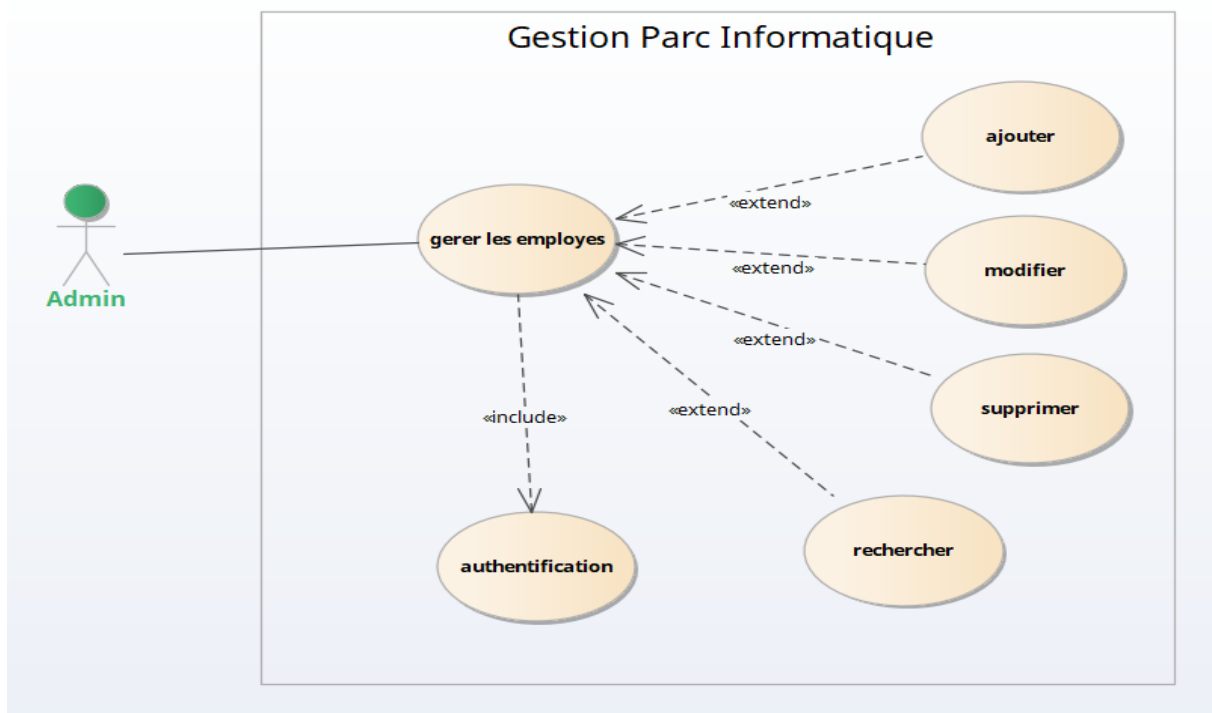 Gestion Parc Informatique
ajouter
«extend»
gerer les employes
modifier
«extend»
Admin
«extend»
supprimer
«extend»
«include»
rechercher
authentification